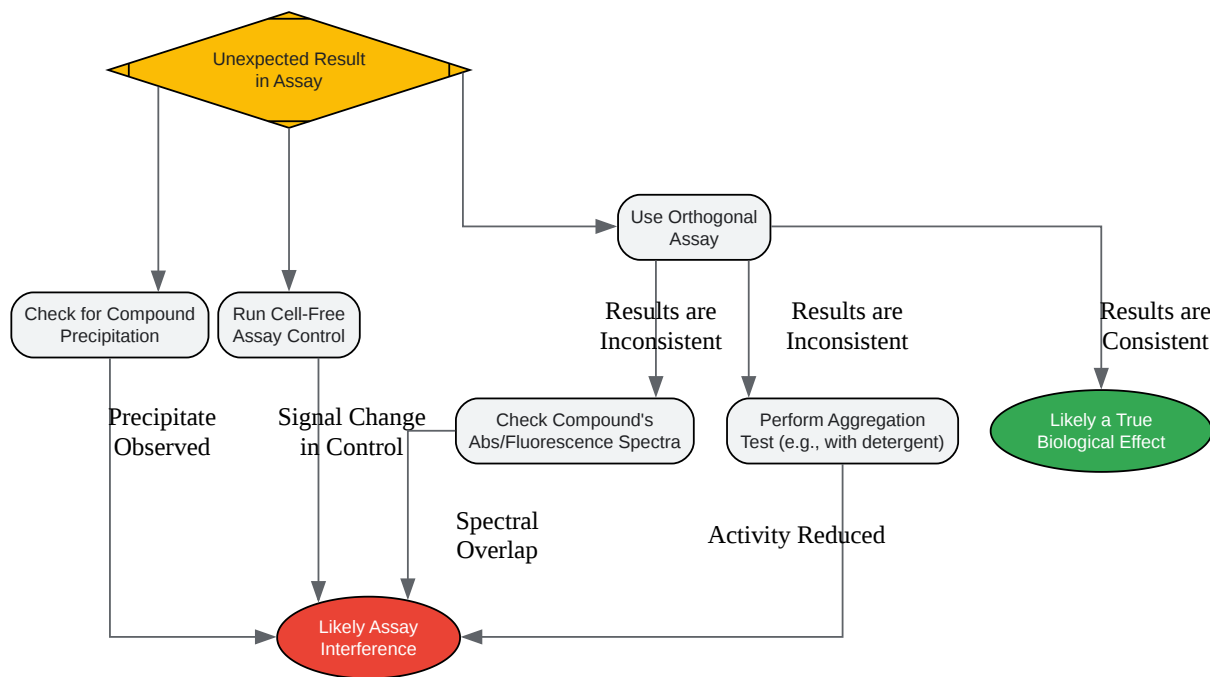 Unexpected Result
in Assay
Use Orthogonal
Assay
Check for Compound
Precipitation
Run Cell-Free
Assay Control
Results are
Inconsistent
Results are
Inconsistent
Results are
Consistent
Precipitate
Observed
Signal Change
in Control
Check Compound's
Abs/Fluorescence Spectra
Perform Aggregation
Test (e.g., with detergent)
Likely a True
Biological Effect
Spectral
Overlap
Activity Reduced
Likely Assay
Interference